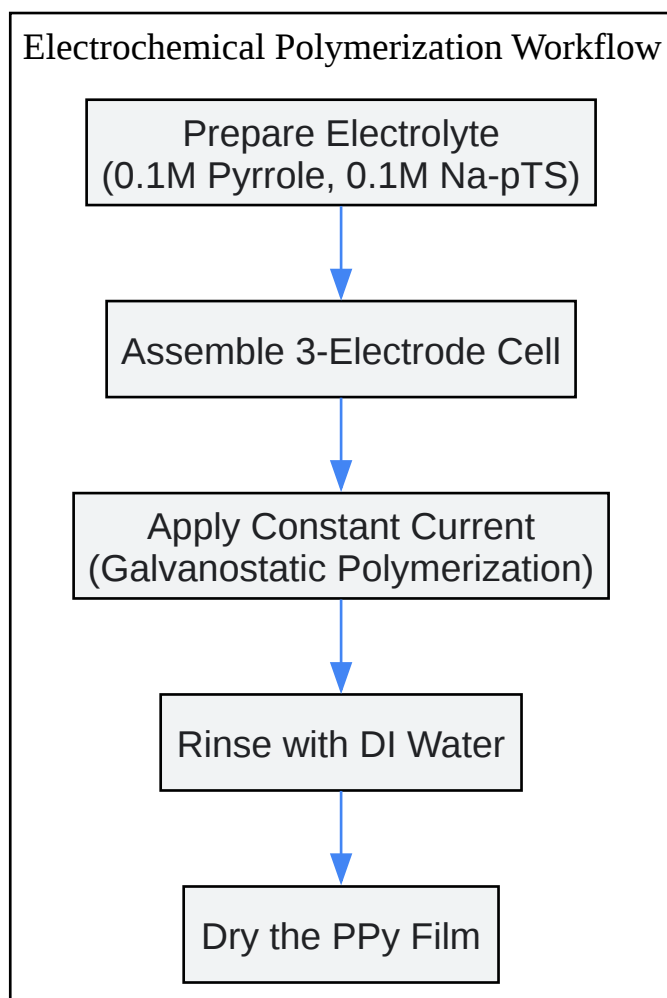 Electrochemical Polymerization Workflow
Prepare Electrolyte
(0.1M Pyrrole, 0.1M Na-pTS)
Assemble 3-Electrode Cell
Apply Constant Current
(Galvanostatic Polymerization)
Rinse with DI Water
Dry the PPy Film